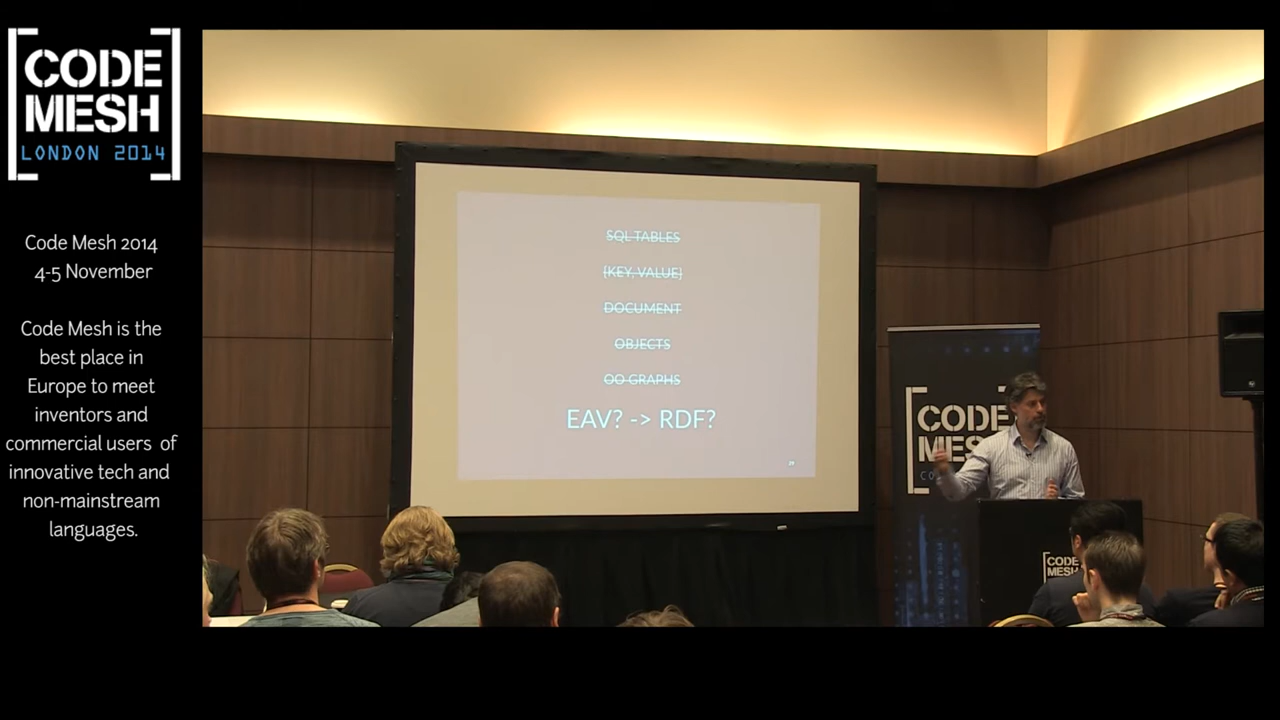 CODE
MESH
LONDON 2014
Code Mesh 2014
4-5 November
Code Mesh is the
best place in
Europe to meet
inventors and
commercial users of
innovative tech and
non-mainstream
languages.
SQL TABLES
{KEY, VALUE}
DOCUMENT
OBJECTS
OO GRAPHS
EAV? -> RDF?
CODE
MES
CODE
MESH